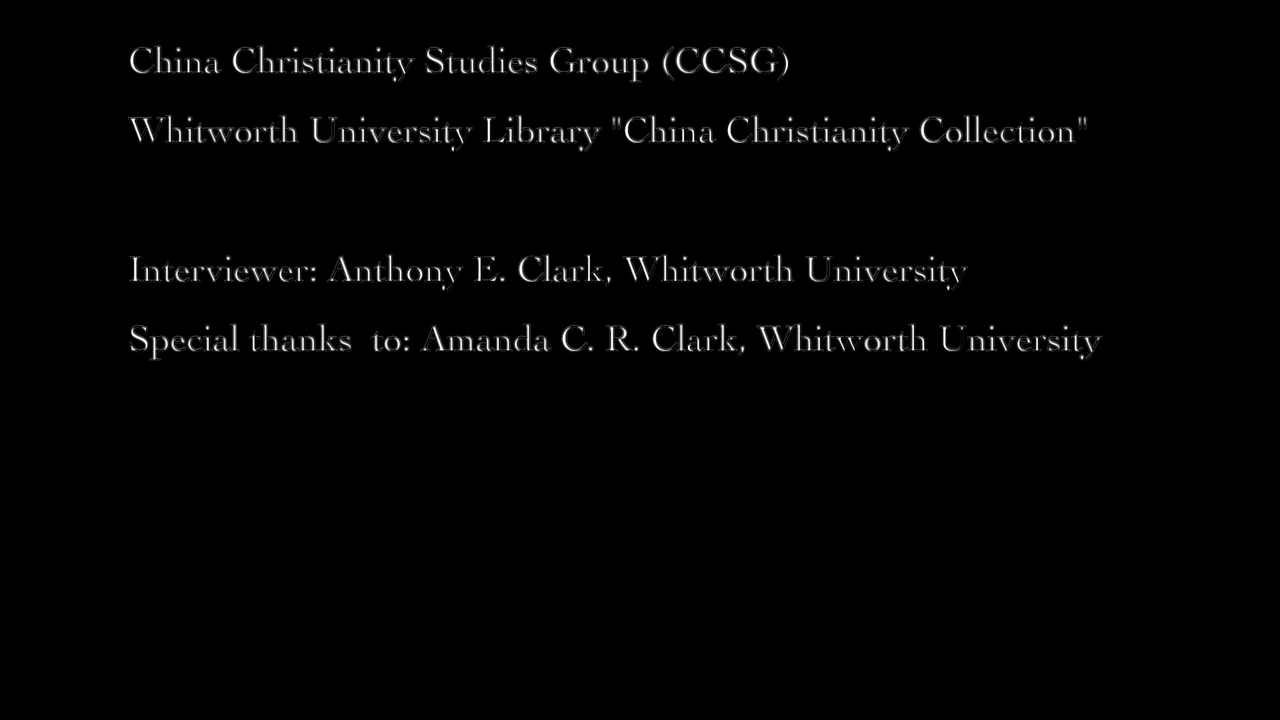 China Christianity Studies Group (CCSG)
Whitworth University Library "China Christianity Collection"
Interviewer: Anthony E. Clark, Whitworth University
Special thanks  to: Amanda C. R. Clark, Whitworth University